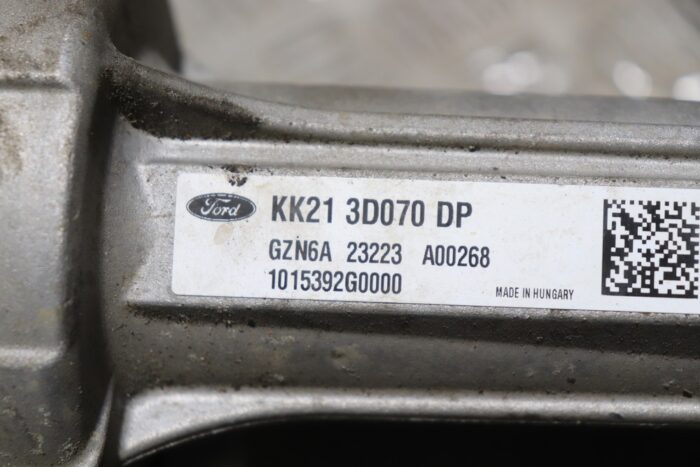 Ford KK21 3D070 DP
GZN6A 23223 A00268
1015392G0000
MADE IN HUNGARY